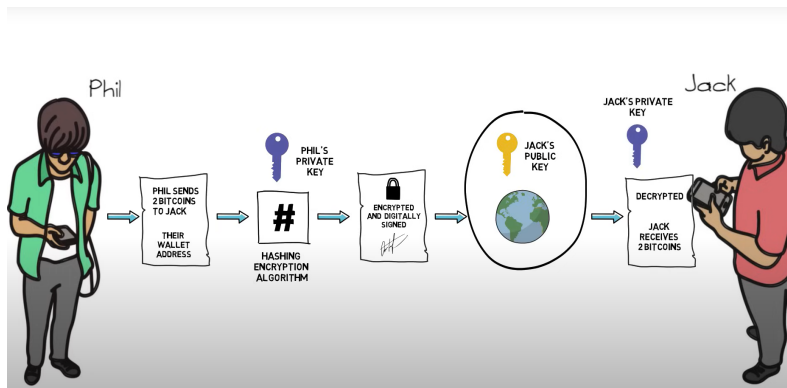 Phil
PHIL SENDS
2 BITCOINS
TO JACK
THEIR
WALLET
ADDRESS
PHIL'S
PRIVATE
KEY
#
HASHING
ENCRYPTION
ALGORITHM
ENCRYPTED
AND DIGITALLY
SIGNED
JACK'S
PUBLIC
KEY
JACK'S PRIVATE
KEY
DECRYPTED
JACK
RECEIVES
2 BITCOINS
Jack